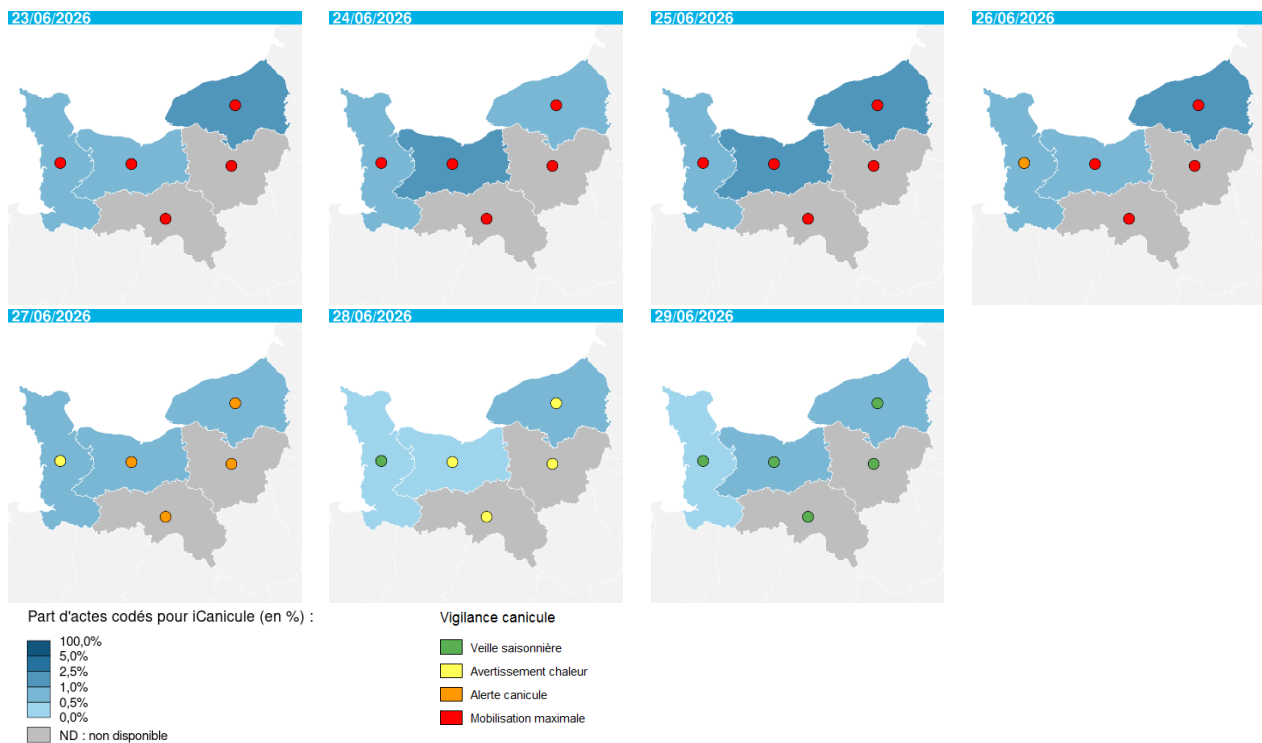 23/06/2026
24/06/2026
25/06/2026
26/06/2026
27/06/2026
28/06/2026
29/06/2026
Part d'actes codés pour iCanicule (en %) :
100,0%
5,0%
2,5%
1,0%
0,5%
0,0%
ND : non disponible
Vigilance canicule
Veille saisonnière
Avertissement chaleur
Alerte canicule
Mobilisation maximale